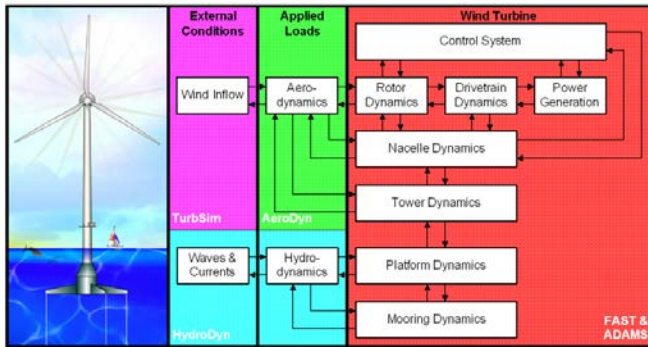 External
Conditions
Applied
Loads
Wind Turbine
Control System
Wind Inflow
Aero-
dynamics
Rotor
Dynamics
Drivetrain
Dynamics
Power
Generation
Nacelle Dynamics
Tower Dynamics
TurbSim
AeroDyn
Waves &
Currents
Hydro-
dynamics
Platform Dynamics
Mooring Dynamics
HydroDyn
FAST &
ADAMS